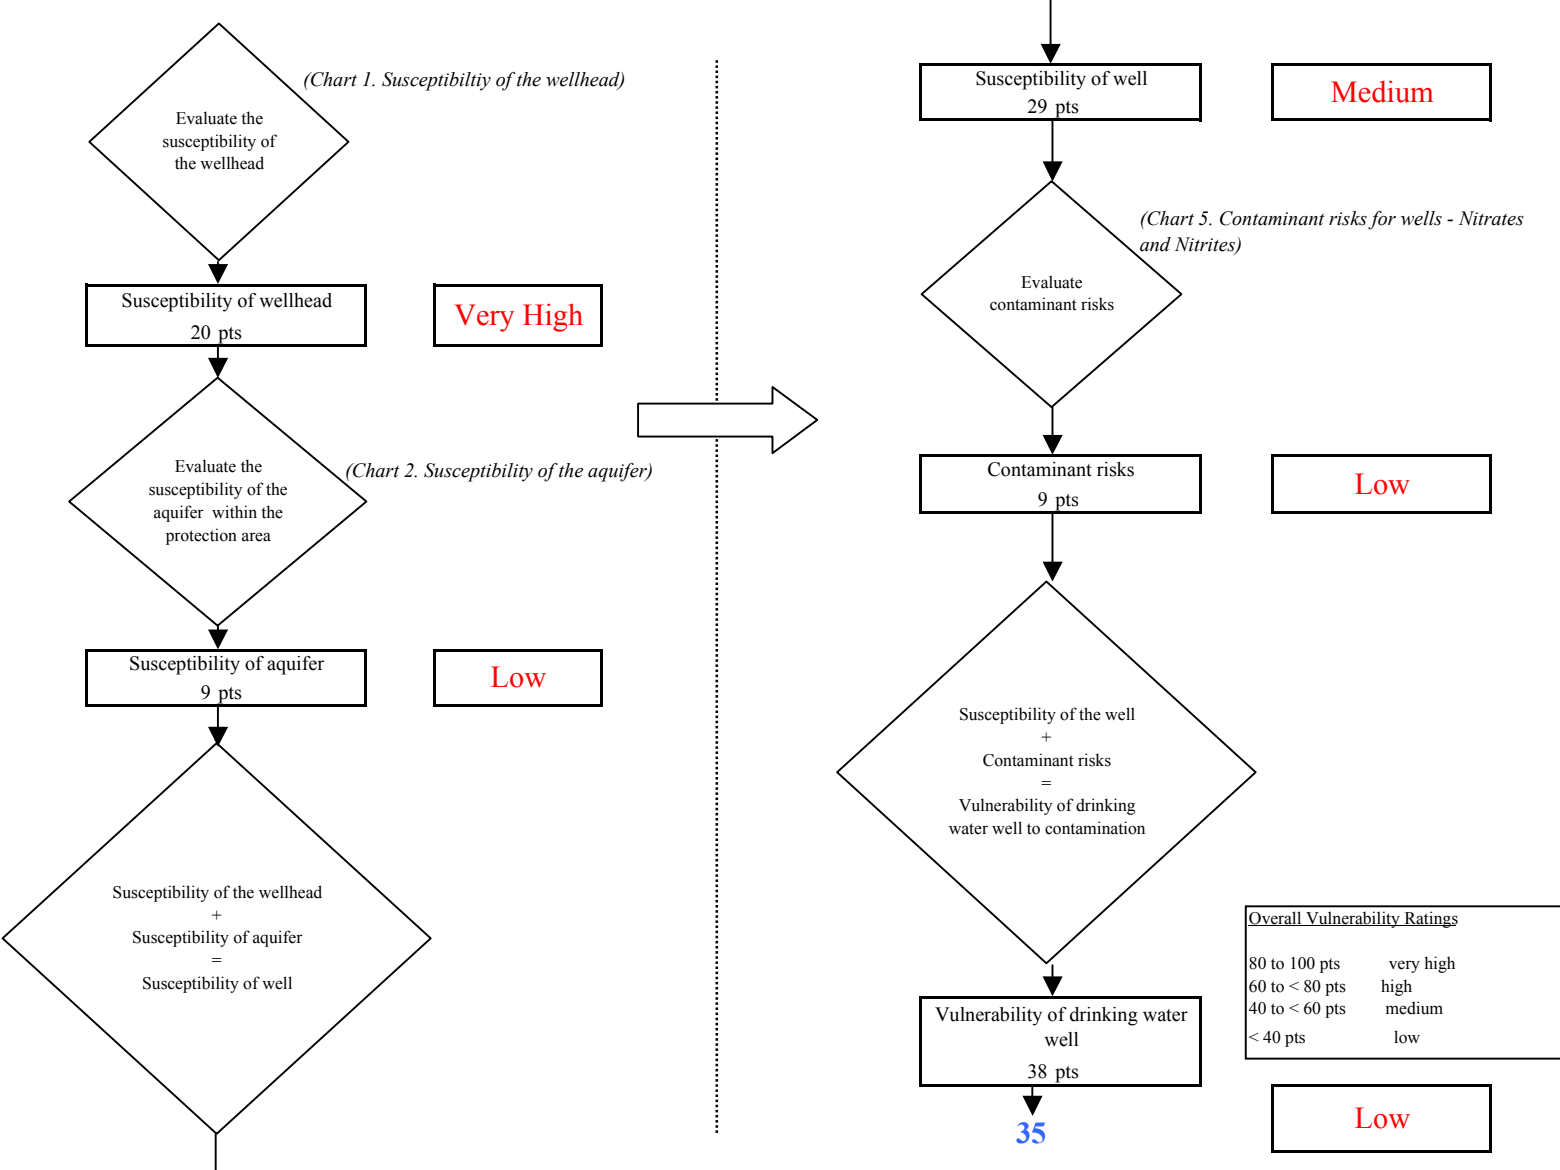 (Chart 1. Susceptibiltiy of the wellhead)
Evaluate the
susceptibility of
the wellhead
Susceptibility of wellhead
20 pts
Very High
Evaluate the
susceptibility of the
aquifer within the
protection area
(Chart 2. Susceptibility of the aquifer)
Susceptibility of aquifer
9 pts
Low
Susceptibility of the wellhead
+
Susceptibility of aquifer
=
Susceptibility of well
Susceptibility of well
29 pts
Medium
(Chart 5. Contaminant risks for wells - Nitrates
and Nitrites)
Evaluate
contaminant risks
Contaminant risks
9 pts
Low
Susceptibility of the well
+
Contaminant risks
=
Vulnerability of drinking
water well to contamination
Overall Vulnerability Ratings
80 to 100 pts very high
60 to < 80 pts high
40 to < 60 pts medium
< 40 pts low
Vulnerability of drinking water
well
38 pts
35
Low